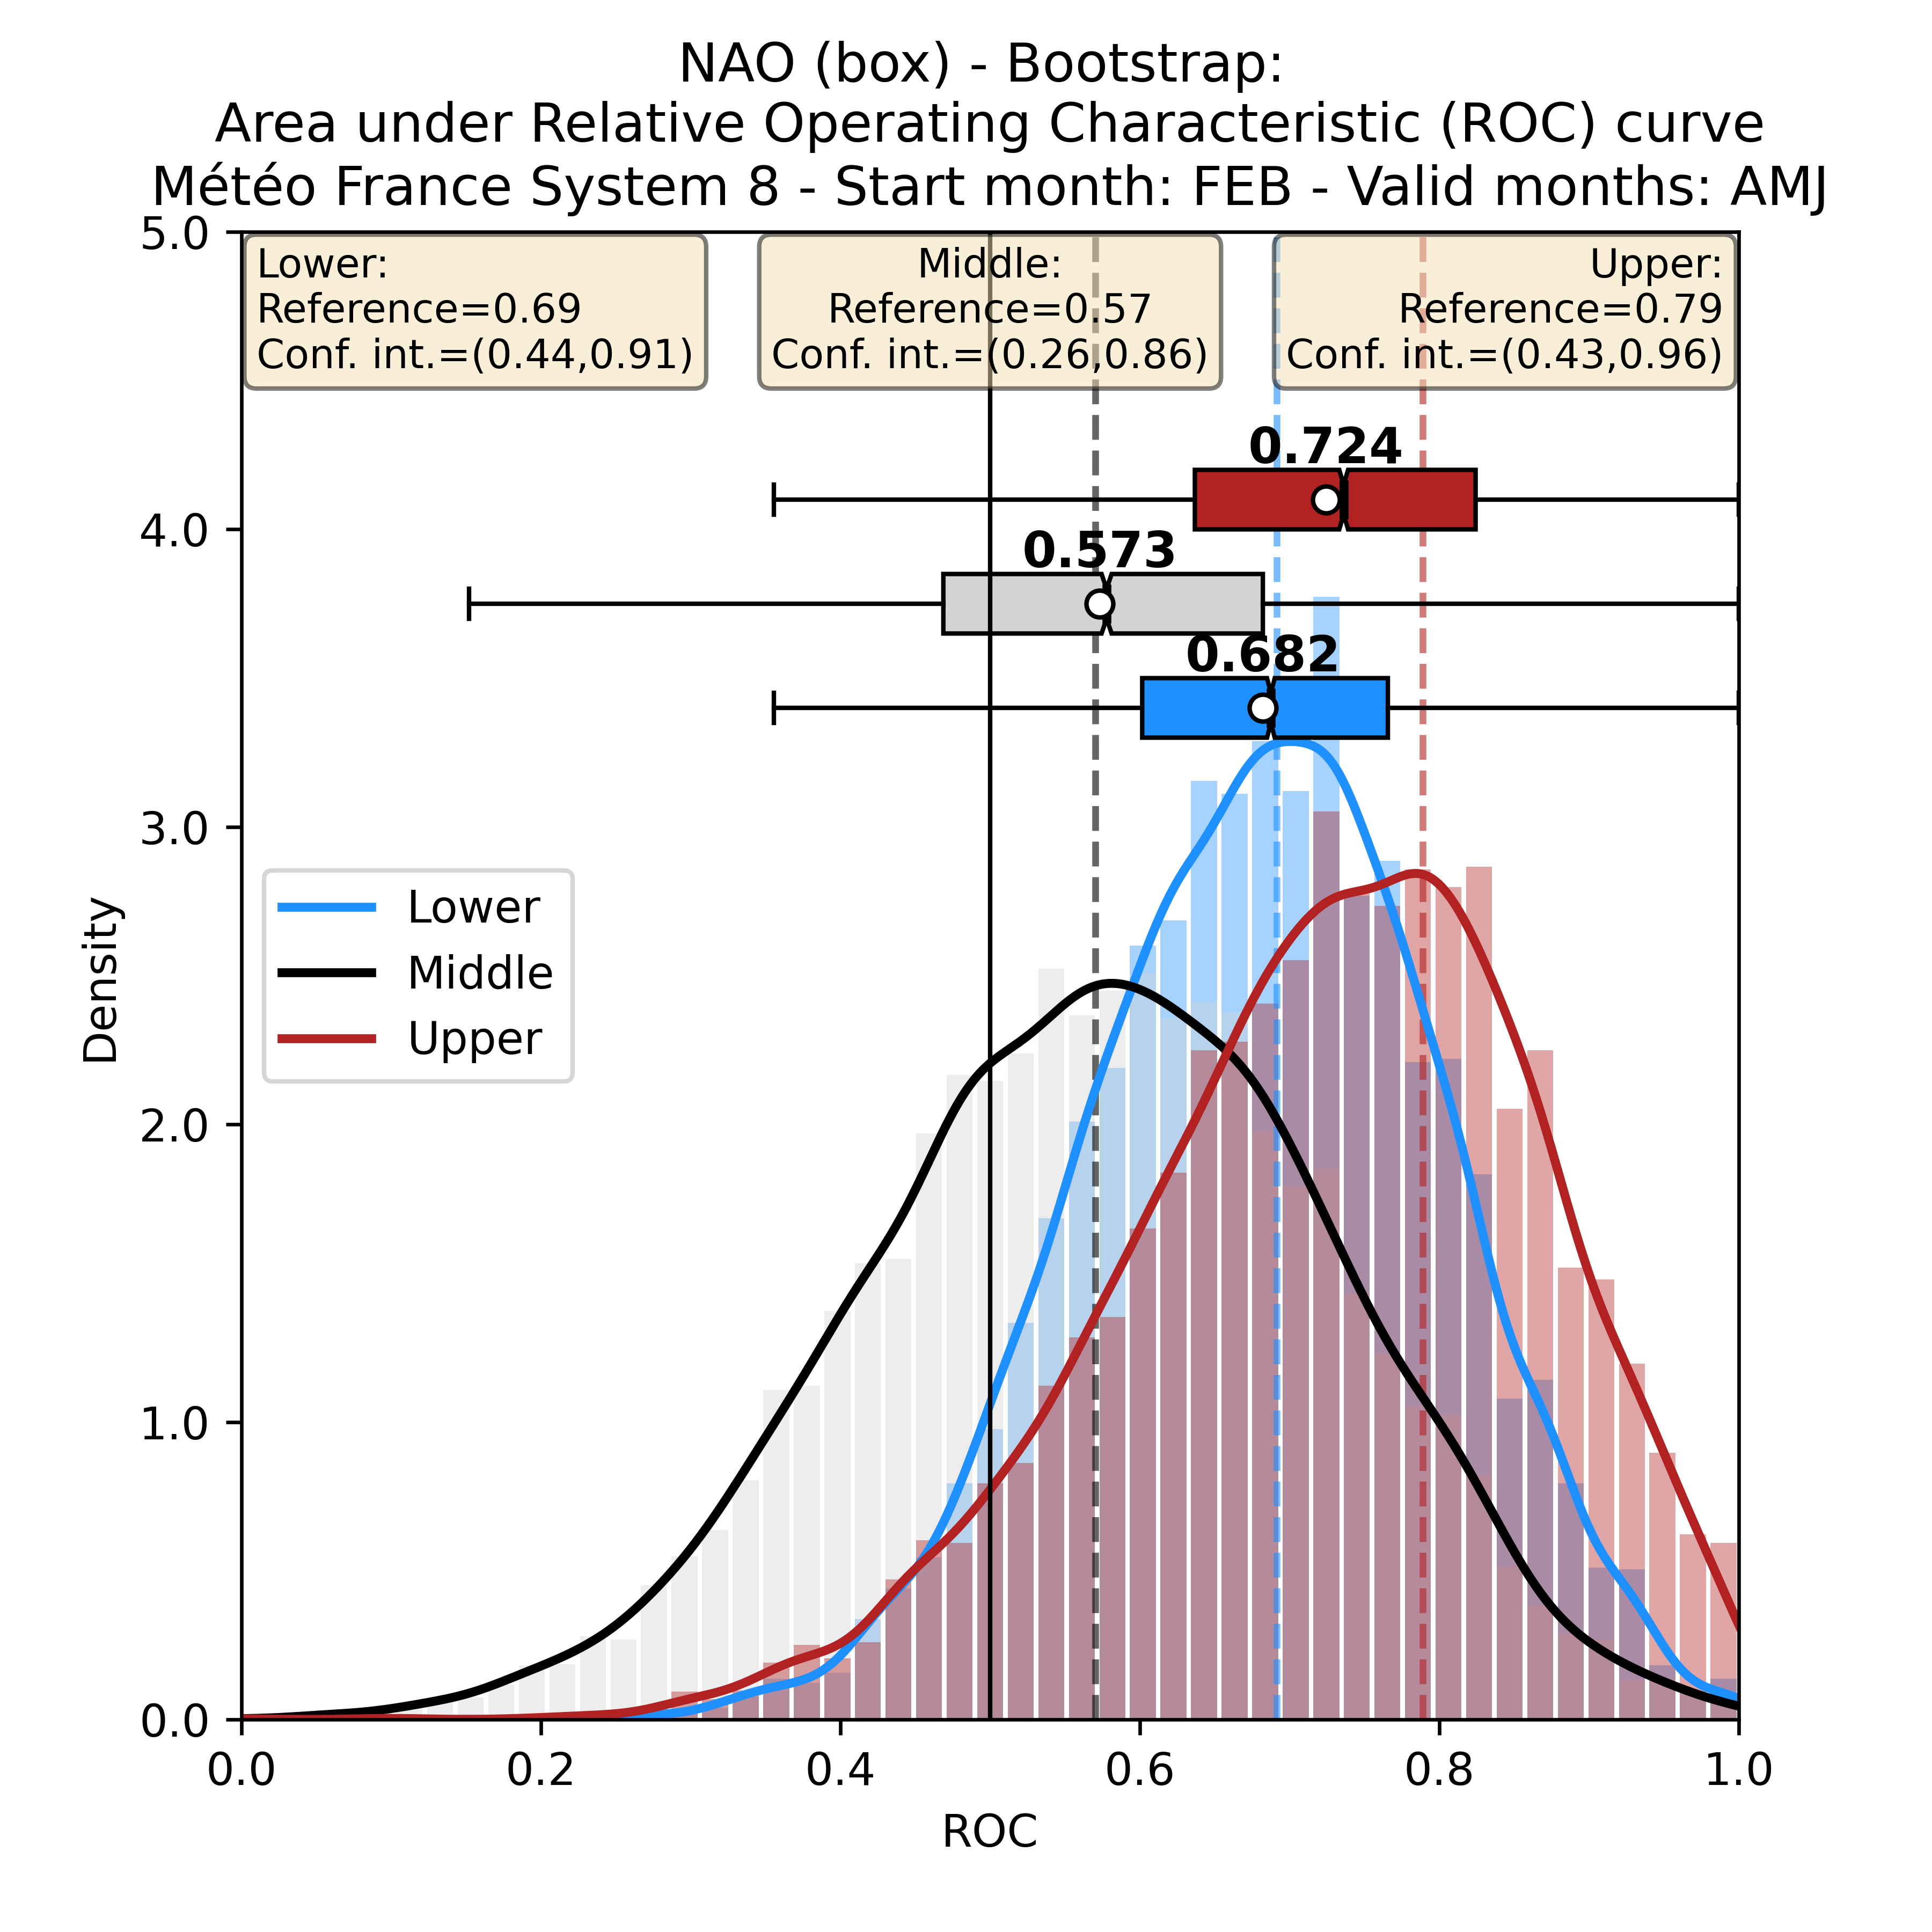 NAO (box) - Bootstrap:
Area under Relative Operating Characteristic (ROC) curve
Météo France System 8 - Start month: FEB - Valid months: AMJ
Lower:
Reference=0.69
Conf. int.=(0.44,0.91)
Middle:
Reference=0.57
Conf. int.=(0.26,0.86)
Upper:
Reference=0.79
Conf. int.=(0.43,0.96)
0.724
0.573
0.682
5.0
4.0
3.0
2.0
1.0
0.0
Density
Lower
Middle
Upper
0.0 0.2 0.4 0.6 0.8 1.0
ROC